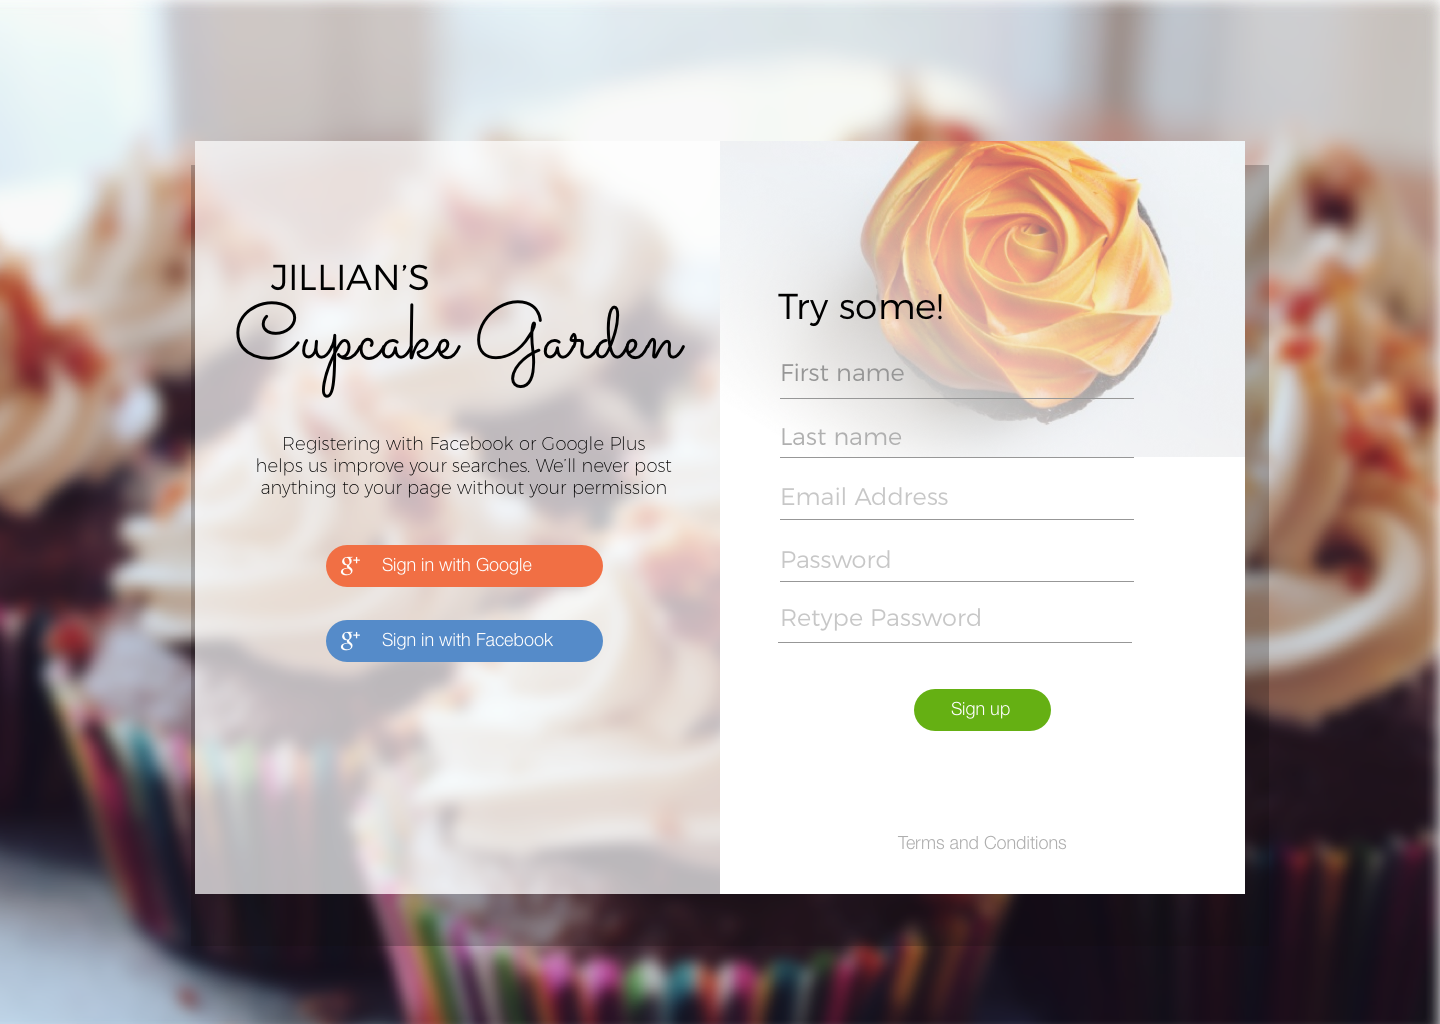 JILLIAN’S
Cupcake Garden
Registering with Facebook or Google Plus
helps us improve your searches. We’ll never post
anything to your page without your permission
g+ Sign in with Google
g+ Sign in with Facebook
Try some!
First name
Last name
Email Address
Password
Retype Password
Sign up
Terms and Conditions